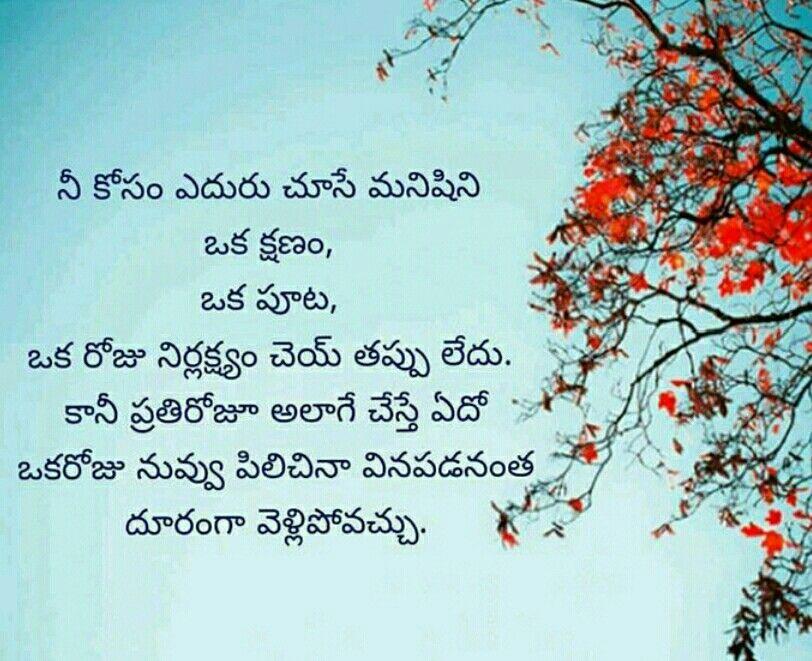 నీ కోసం ఎదురు చూసే మనిషిని
ఒక క్షణం,
ఒక పూట,
ఒక రోజు నిర్లక్ష్యం చెయ్ తప్పు లేదు.
కానీ ప్రతిరోజూ అలాగే చేస్తే ఏదో
ఒకరోజు నువ్వు పిలిచినా వినపడనంత
దూరంగా వెళ్లిపోవచ్చు.